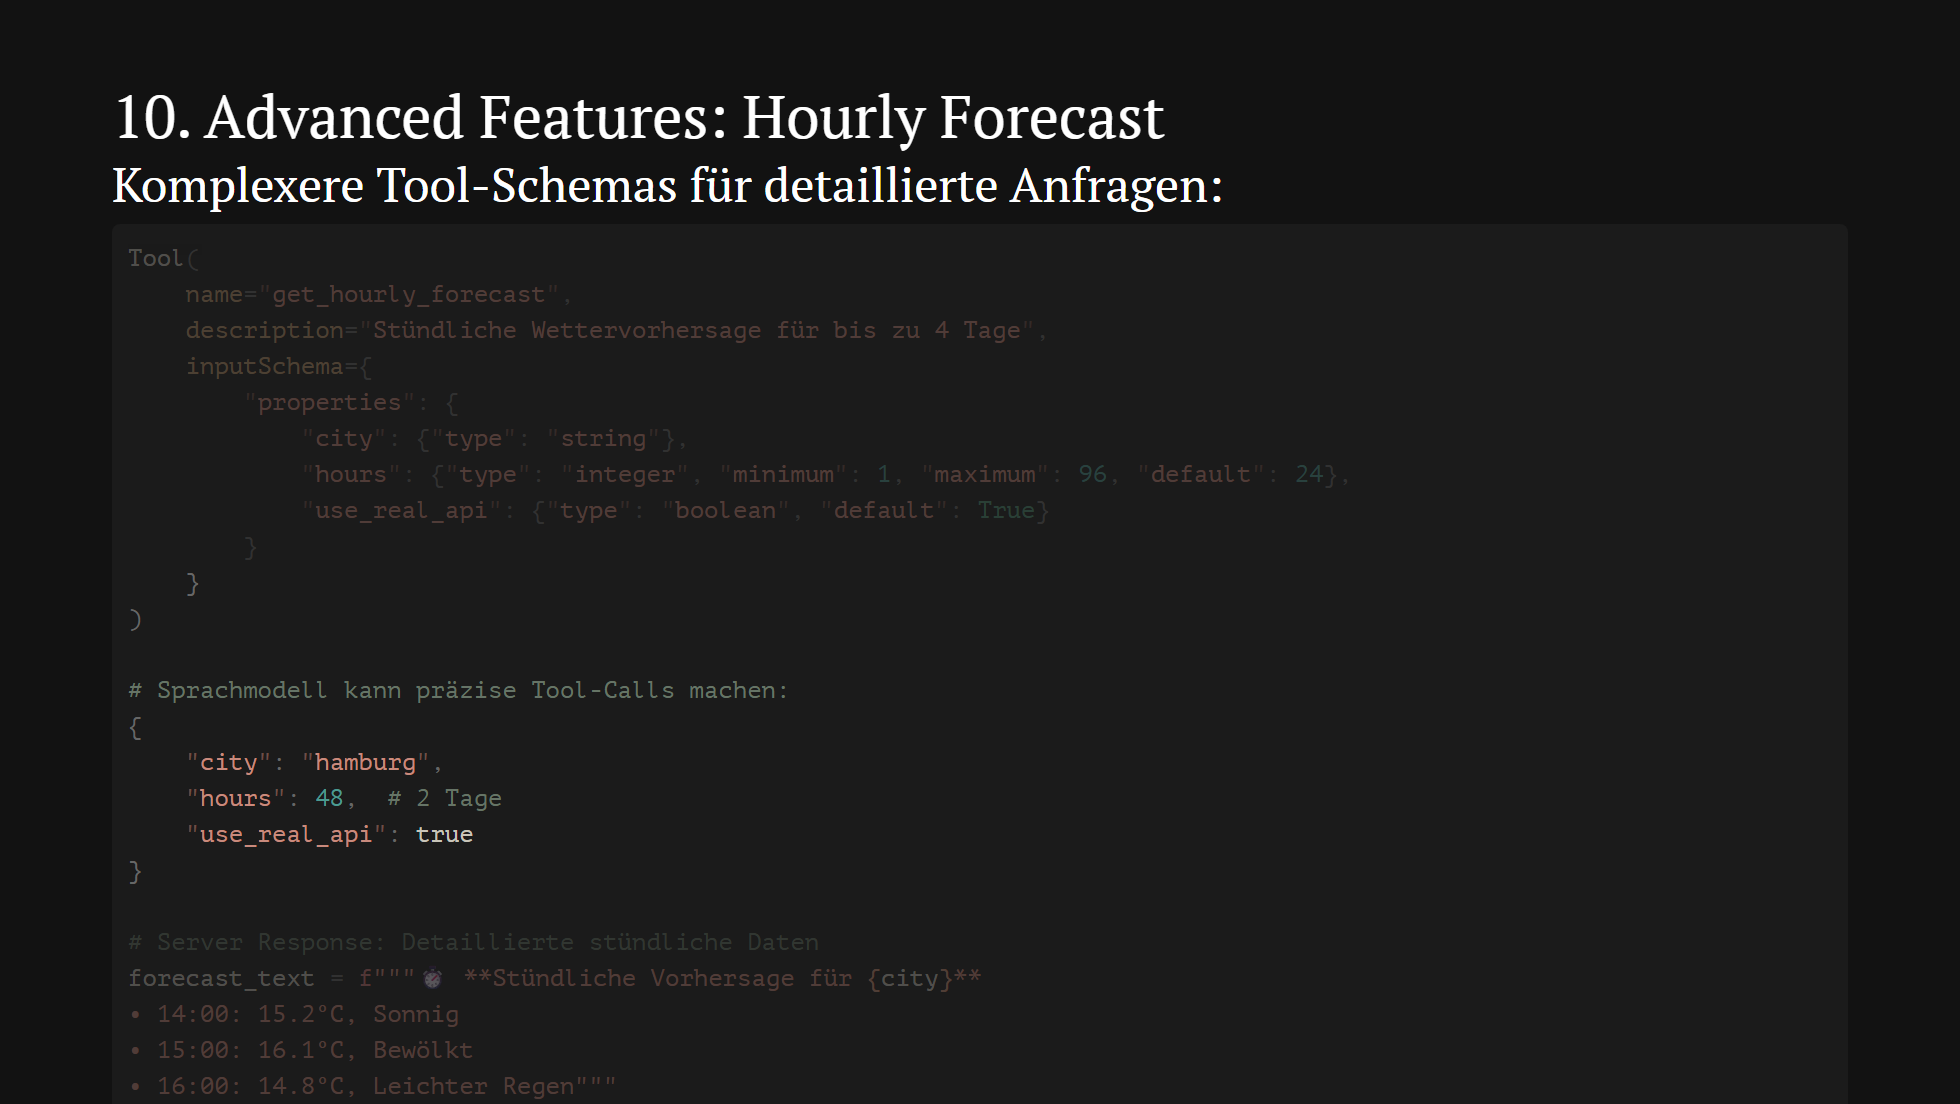 10. Advanced Features: Hourly Forecast
Komplexere Tool-Schemas für detaillierte Anfragen:
Tool(
    name="get_hourly_forecast",
    description="Stündliche Wettervorhersage für bis zu 4 Tage",
    inputSchema={
        "properties": {
            "city": {"type": "string"},
            "hours": {"type": "integer", "minimum": 1, "maximum": 96, "default": 24},
            "use_real_api": {"type": "boolean", "default": True}
        }
    }
)
# Sprachmodell kann präzise Tool-Calls machen:
{
    "city": "hamburg",
    "hours": 48,  # 2 Tage
    "use_real_api": true
}
# Server Response: Detaillierte stündliche Daten
forecast_text = f"""⏰ **Stündliche Vorhersage für {city}**
• 14:00: 15.2°C, Sonnig
• 15:00: 16.1°C, Bewölkt
• 16:00: 14.8°C, Leichter Regen"""